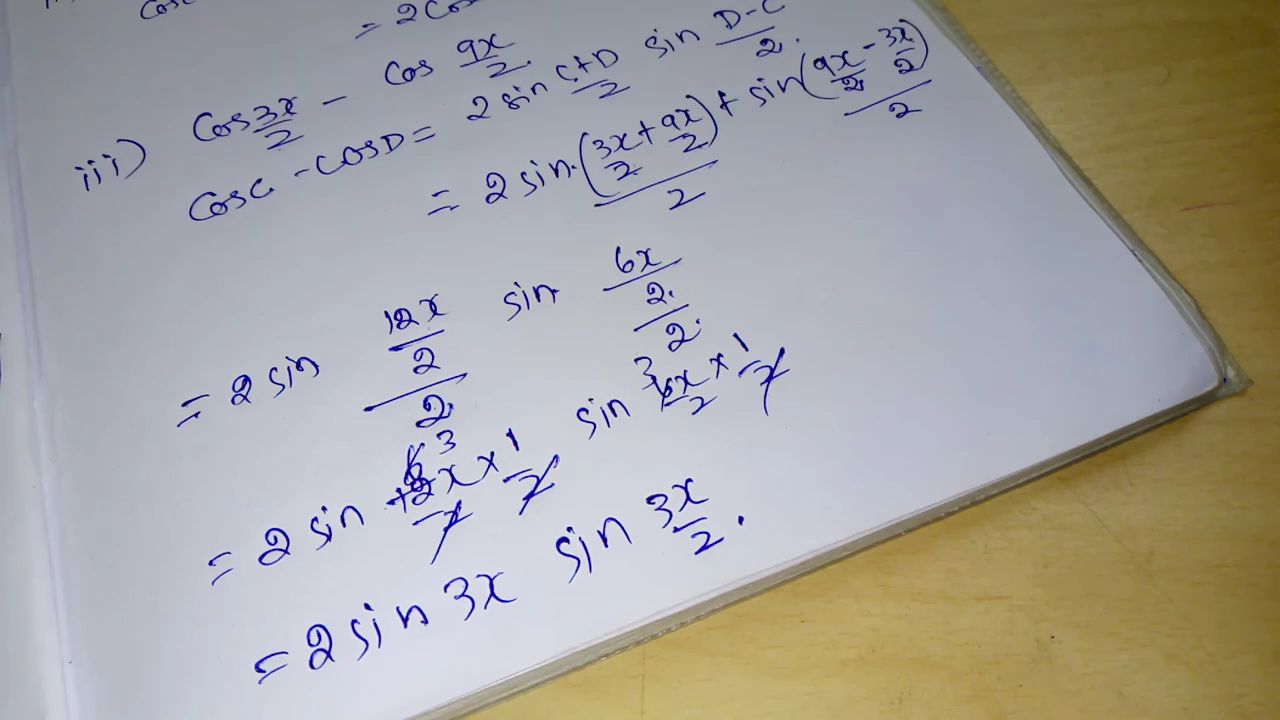 = 2cos
iii) Cos 3x/2 - cos 9x/2
Cosc - cosD = 2 sin C+D/2 sin D-C/2.
= 2 sin. (3x/2 + 9x/2)/2 + sin (9x/2 - 3x/2)/2
= 2 sin 12x/2/2 sin 6x/2/2
= 2 sin 12x/2 x 1/2 sin 6x/2 x 1/2
= 2 sin 3x sin 3x/2.